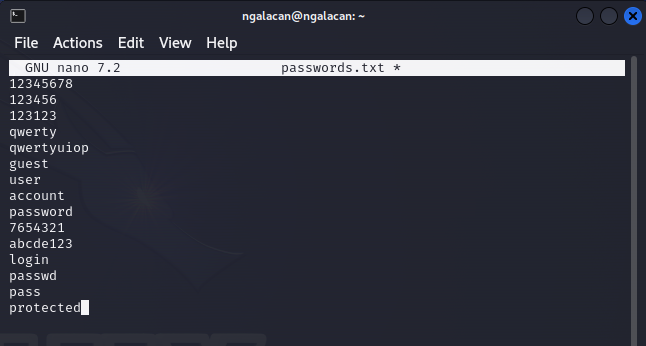 ngalacan@ngalacan: ~
File Actions Edit View Help
GNU nano 7.2 passwords.txt *
12345678
123456
123123
qwerty
qwertyuiop
guest
user
account
password
7654321
abcde123
login
passwd
pass
protected